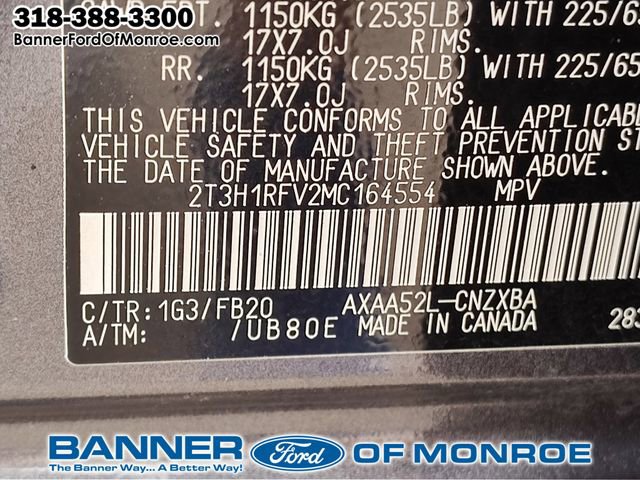 318-388-3300
BannerFordOfMonroe.com
1150KG (2535LB) WITH 225/6
17X7.0J RIMS.
RR. 1150KG (2535LB) WITH 225/65
17X7.0J RIMS.
THIS VEHICLE CONFORMS TO ALL APPLICABLE
VEHICLE SAFETY AND THEFT PREVENTION ST
THE DATE OF MANUFACTURE SHOWN ABOVE.
2T3H1RFV2MC164554 MPV
C/TR: 1G3/FB20 AXAA52L-CNZXBA
A/TM: /UB80E MADE IN CANADA 283
BANNER Ford OF MONROE
The Banner Way... A Better Way!